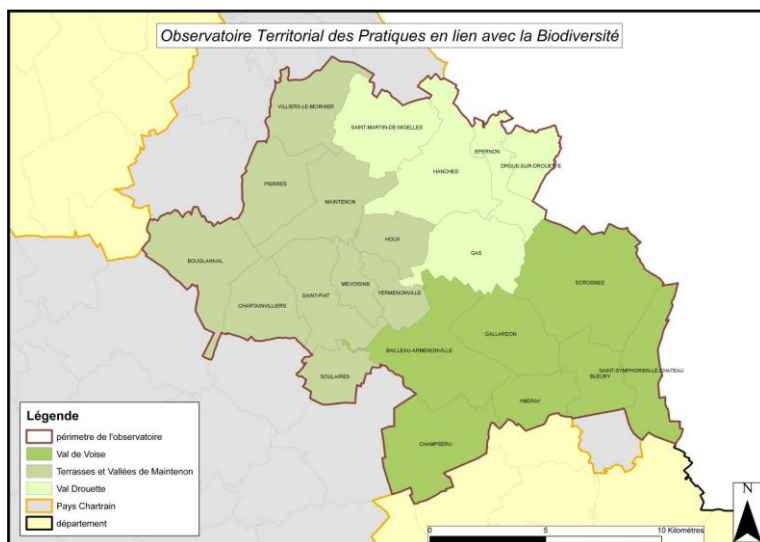 Observatoire Territorial des Pratiques en lien avec la Biodiversité
VILLIERS-LE-MORHIER
SAINT-MARTIN-DE-NIGELLES
EPERNON
DROUE-SUR-DROUETTE
HANCHES
PIERRES
MAINTENON
HOUX
GAS
BOUGLAINVAL
ECROSNES
MEVOISINS
SAINT-PIAT
YERMENONVILLE
CHARTAINVILLIERS
GALLARDON
BAILLEAU-ARMENONVILLE
SAINT-SYMPHORIEN-LE-CHATEAU
SOULAIRES
BLEURY
YMERAY
CHAMPSERU
Légende
périmetre de l'observatoire
Val de Voise
Terrasses et Vallées de Maintenon
Val Drouette
Pays Chartrain
département
N
0 5 10 Kilomètres